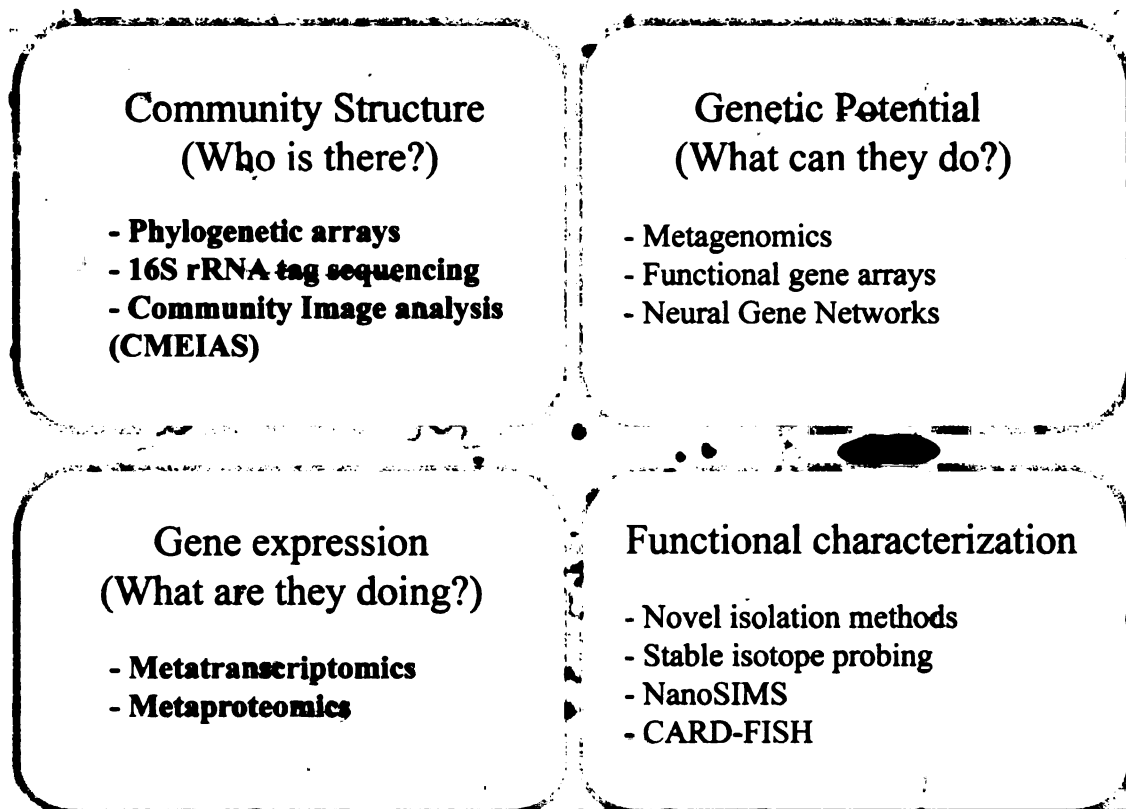 Community Structure
(Who is there?)
- Phylogenetic arrays
- 16S rRNA tag sequencing
- Community Image analysis
(CMEIAS)
Genetic Potential
(What can they do?)
- Metagenomics
- Functional gene arrays
- Neural Gene Networks
Gene expression
(What are they doing?)
- Metatranscriptomics
- Metaproteomics
Functional characterization
- Novel isolation methods
- Stable isotope probing
- NanoSIMS
- CARD-FISH